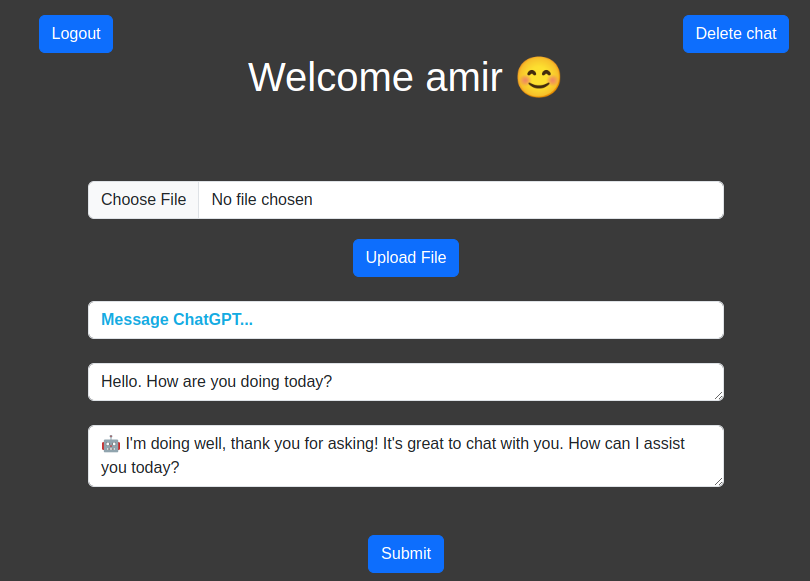 Logout
Delete chat
Welcome amir 😊
Choose File No file chosen
Upload File
Message ChatGPT...
Hello. How are you doing today?
🤖 I'm doing well, thank you for asking! It's great to chat with you. How can I assist
you today?
Submit